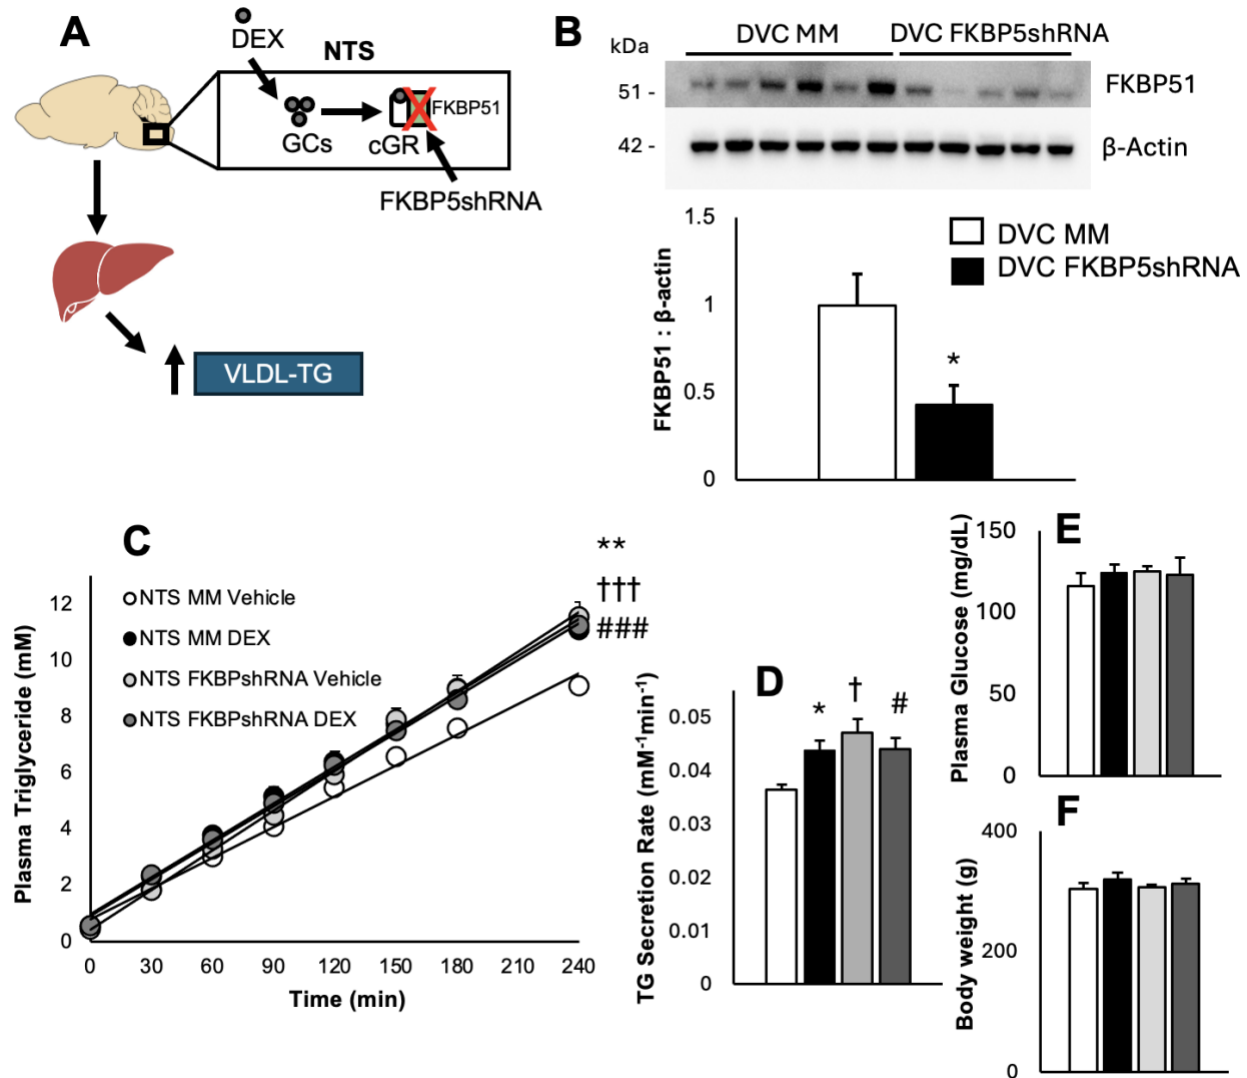 A
DEX
NTS
FKBP51
GCs
cGR
FKBP5shRNA
VLDL-TG
B
kDa
DVC MM
DVC FKBP5shRNA
51 -
FKBP51
42 -
β-Actin
FKBP51 : β-actin
1.5
1
0.5
0
DVC MM
DVC FKBP5shRNA
*
C
**
†††
###
Plasma Triglyceride (mM)
12
10
8
6
4
2
0
NTS MM Vehicle
NTS MM DEX
NTS FKBPshRNA Vehicle
NTS FKBPshRNA DEX
0 30 60 90 120 150 180 210 240
Time (min)
D
TG Secretion Rate (mM⁻¹min⁻¹)
0.05
0.04
0.03
0.02
0.01
0
* † #
E
Plasma Glucose (mg/dL)
150
100
50
0
F
Body weight (g)
400
200
0